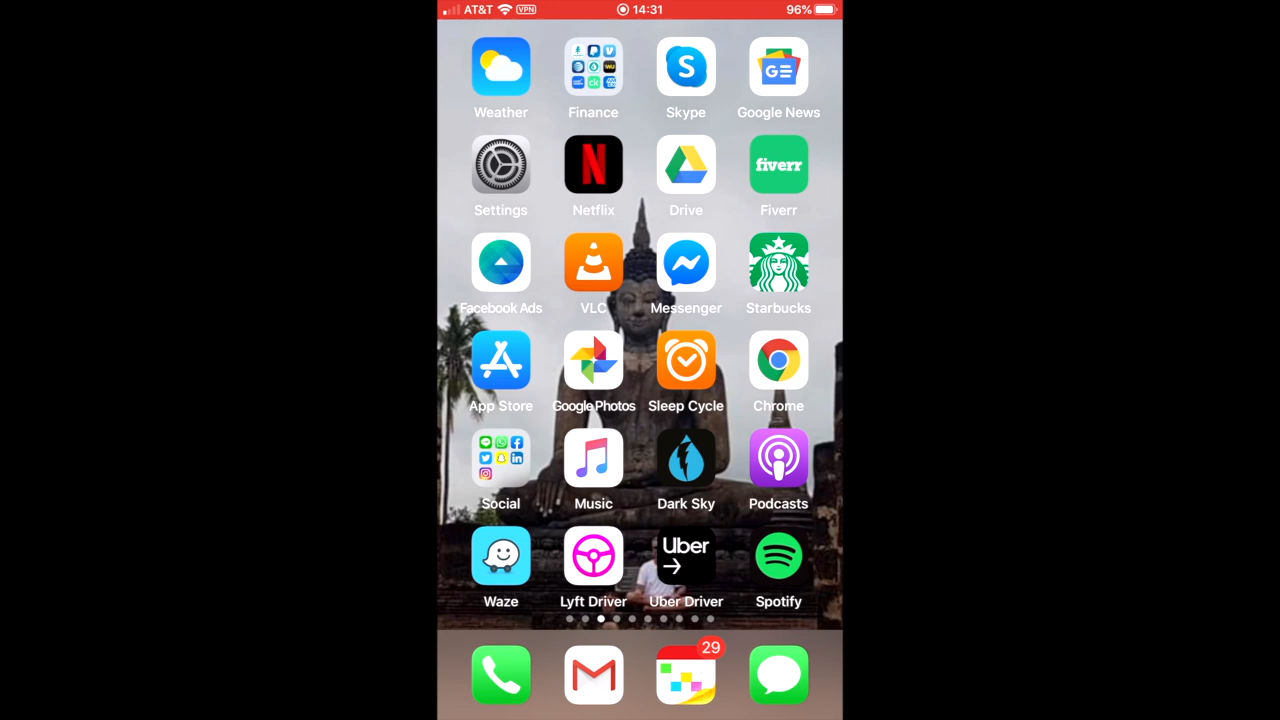 AT&T VPN 14:31 96%
Weather Finance Skype Google News
Settings Netflix Drive Fiverr
fiverr
Facebook Ads VLC Messenger Starbucks
App Store Google Photos Sleep Cycle Chrome
Social Music Dark Sky Podcasts
Uber
Waze Lyft Driver Uber Driver Spotify
29